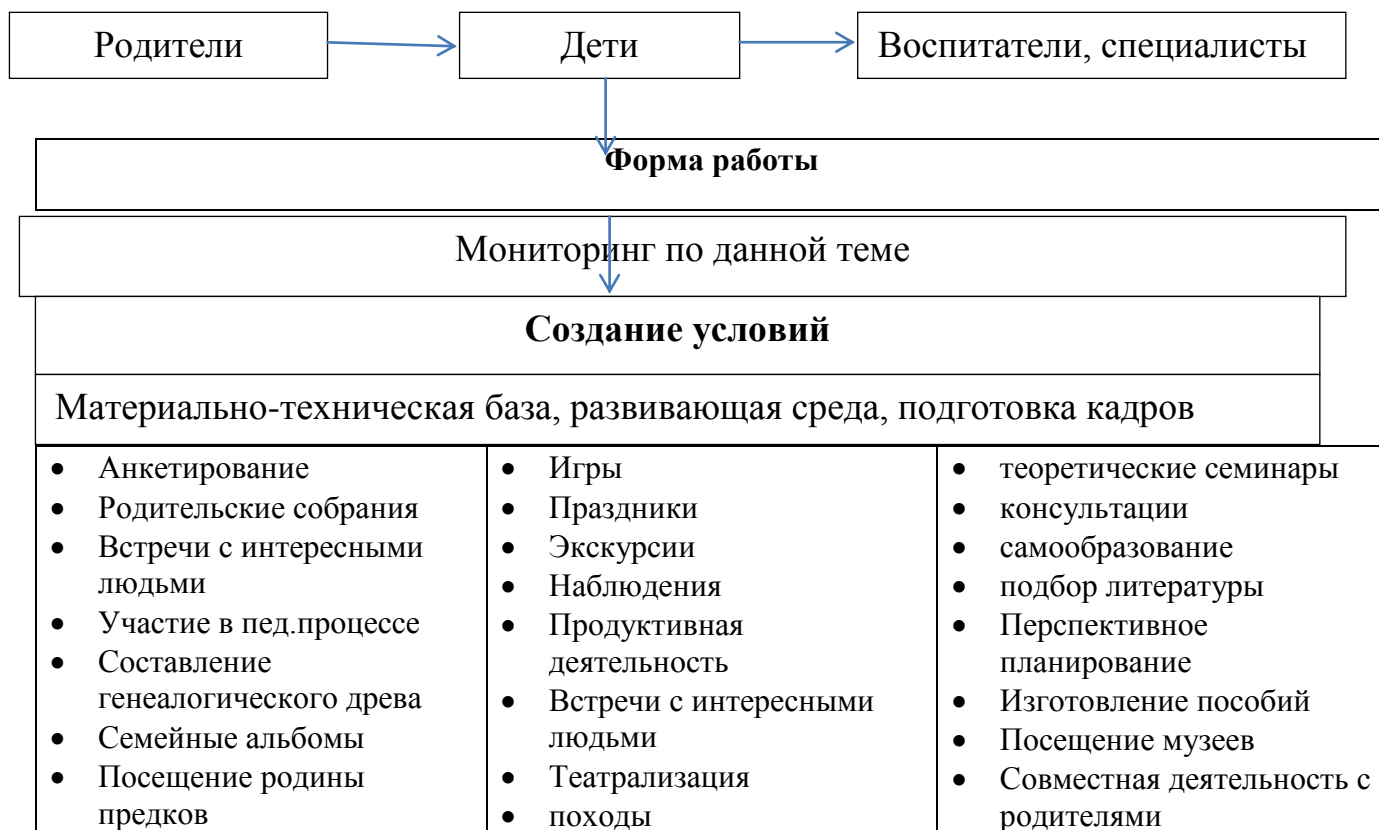 Родители
Дети
Воспитатели, специалисты
Форма работы
Мониторинг по данной теме
Создание условий
Материально-техническая база, развивающая среда, подготовка кадров
• Анкетирование
• Родительские собрания
• Встречи с интересными
людьми
• Участие в пед.процессе
• Составление
генеалогического древа
• Семейные альбомы
• Посещение родины
предков
• Игры
• Праздники
• Экскурсии
• Наблюдения
• Продуктивная
деятельность
• Встречи с интересными
людьми
• Театрализация
• походы
• теоретические семинары
• консультации
• самообразование
• подбор литературы
• Перспективное
планирование
• Изготовление пособий
• Посещение музеев
• Совместная деятельность с
родителями